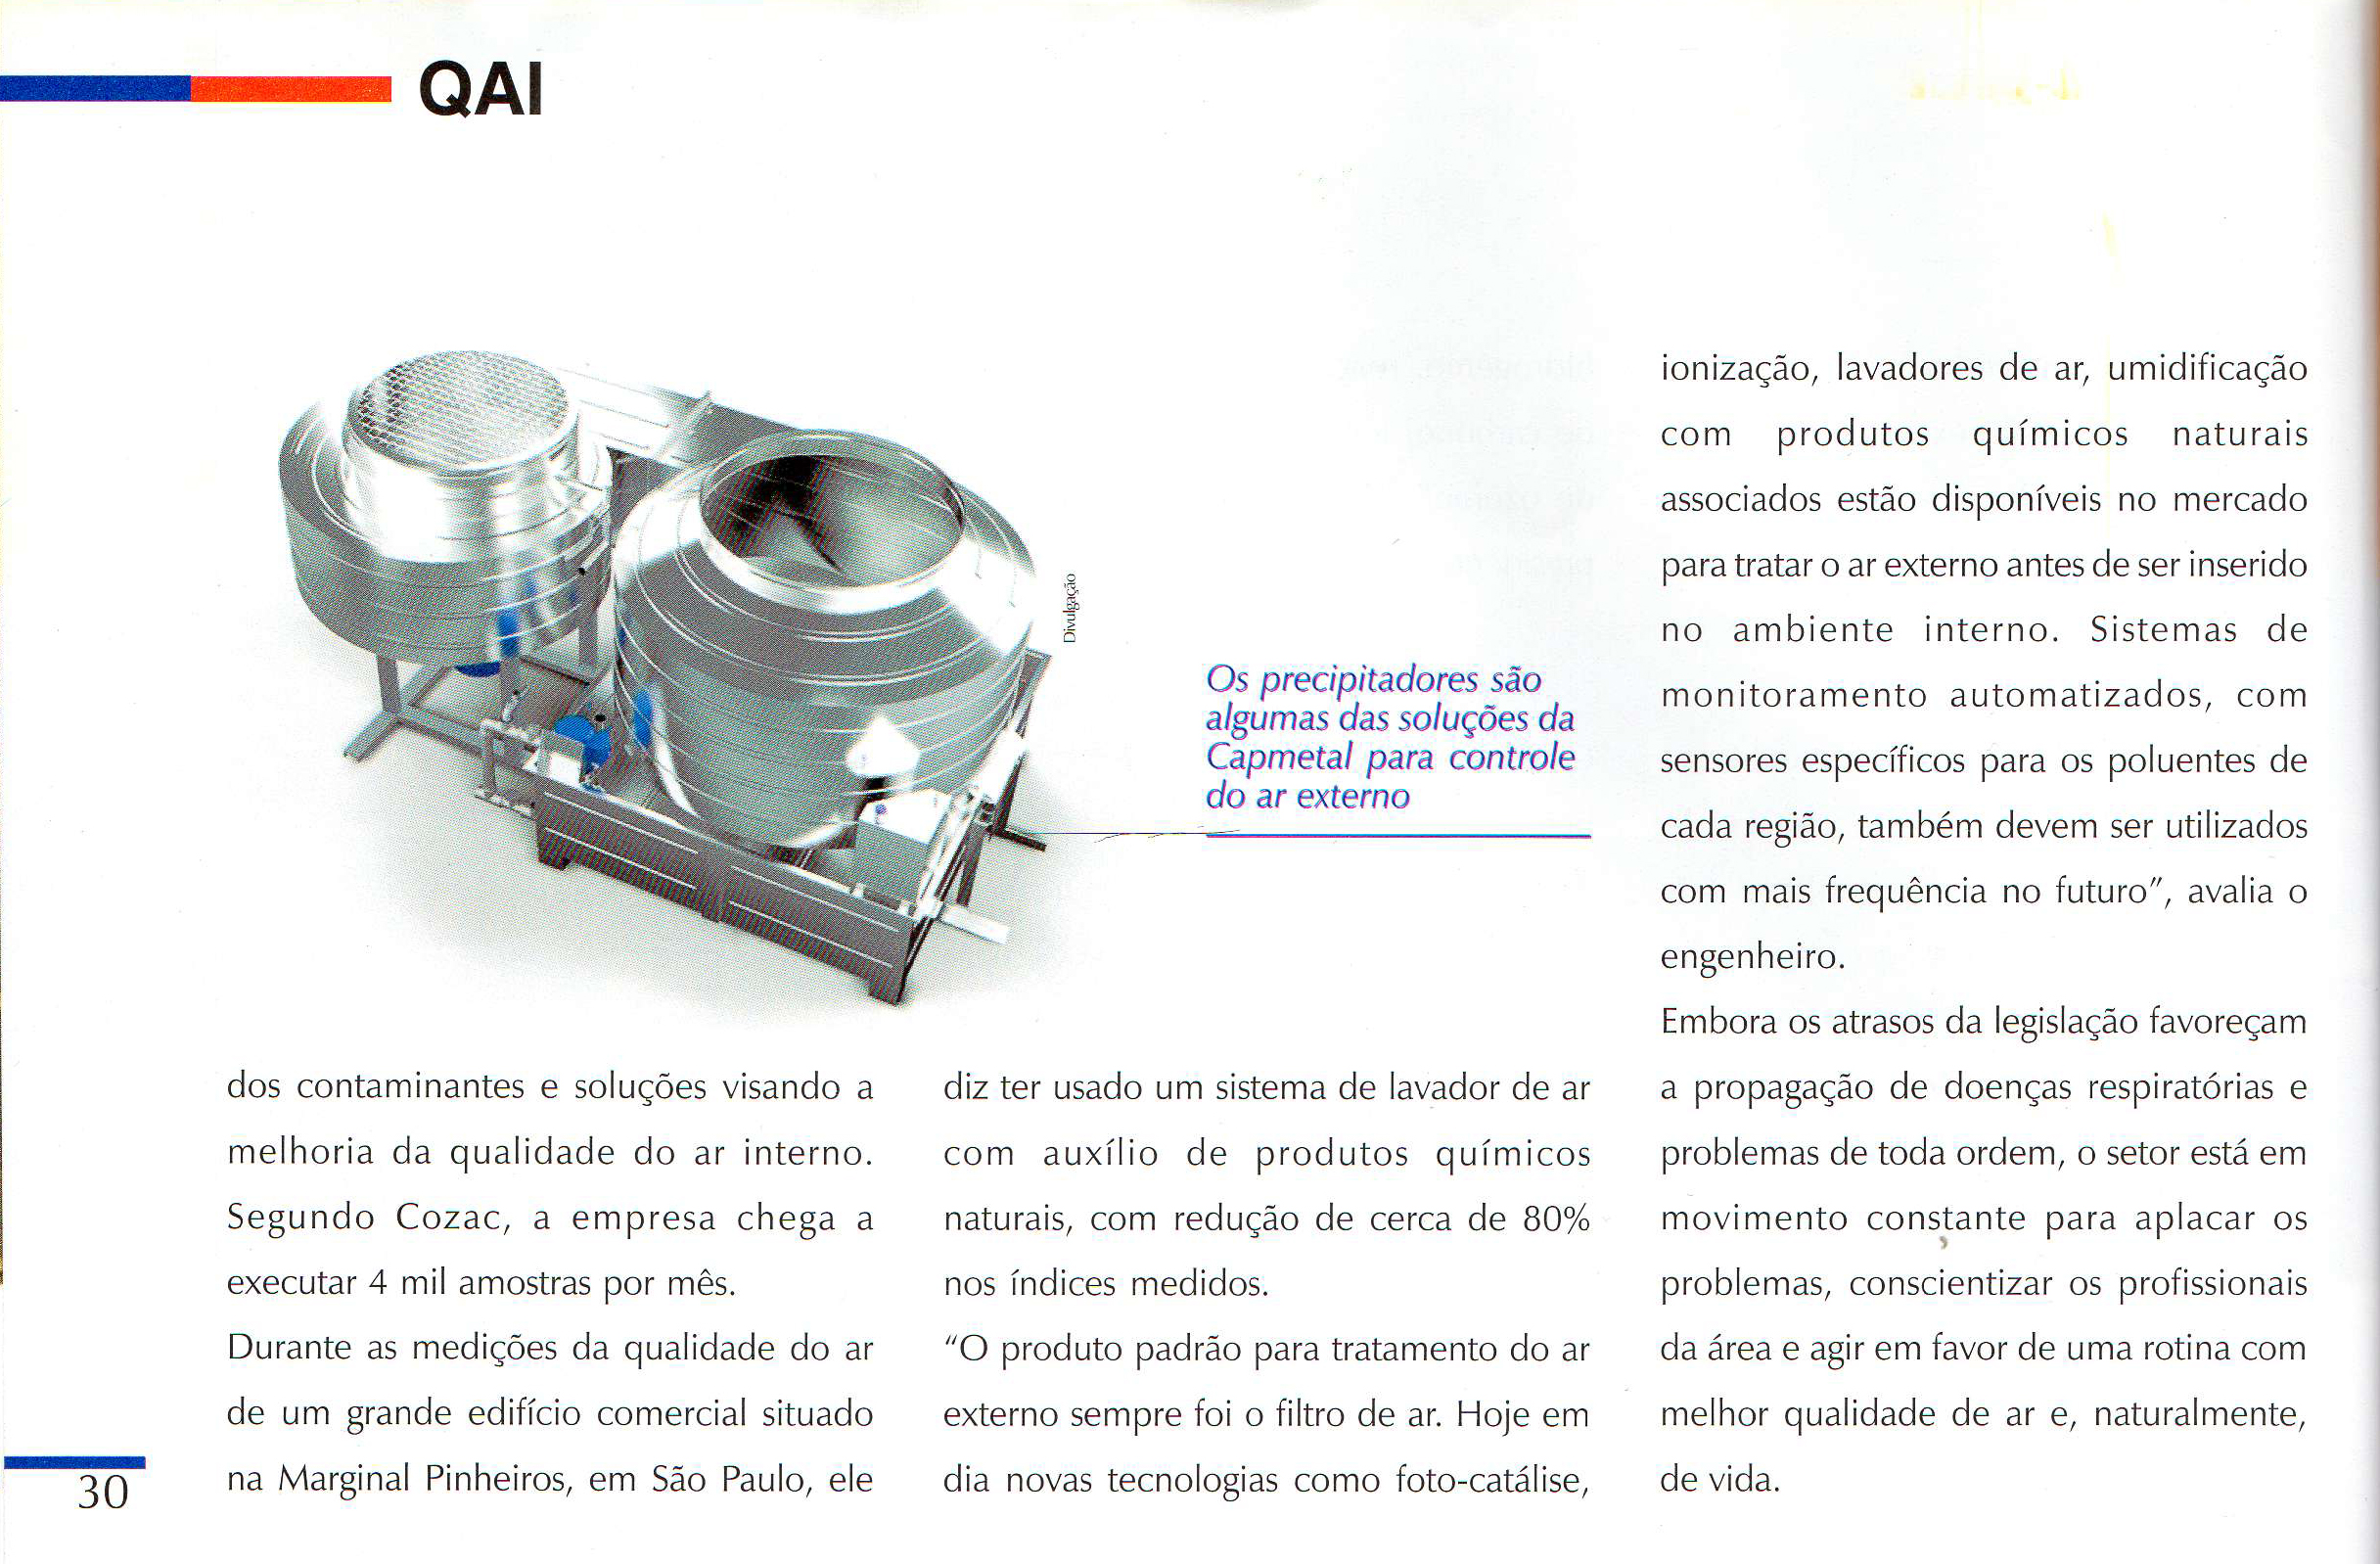 QAI
Divulgação
Os precipitadores são
algumas das soluções da
Capmetal para controle
do ar externo
dos contaminantes e soluções visando a
melhoria da qualidade do ar interno.
Segundo Cozac, a empresa chega a
executar 4 mil amostras por mês.
Durante as medições da qualidade do ar
de um grande edifício comercial situado
na Marginal Pinheiros, em São Paulo, ele
diz ter usado um sistema de lavador de ar
com auxílio de produtos químicos
naturais, com redução de cerca de 80%
nos índices medidos.
“O produto padrão para tratamento do ar
externo sempre foi o filtro de ar. Hoje em
dia novas tecnologias como foto-catálise,
ionização, lavadores de ar, umidificação
com produtos químicos naturais
associados estão disponíveis no mercado
para tratar o ar externo antes de ser inserido
no ambiente interno. Sistemas de
monitoramento automatizados, com
sensores específicos para os poluentes de
cada região, também devem ser utilizados
com mais frequência no futuro”, avalia o
engenheiro.
Embora os atrasos da legislação favoreçam
a propagação de doenças respiratórias e
problemas de toda ordem, o setor está em
movimento constante para aplacar os
problemas, conscientizar os profissionais
da área e agir em favor de uma rotina com
melhor qualidade de ar e, naturalmente,
de vida.
30